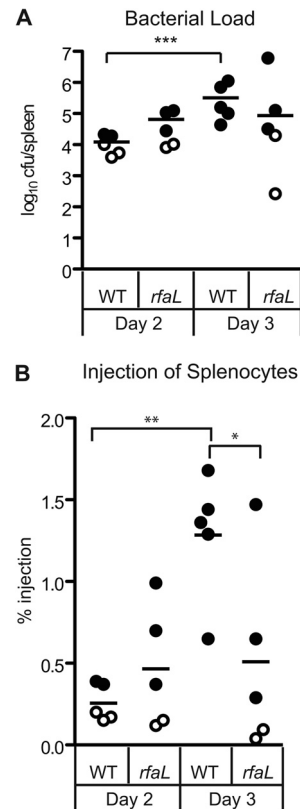 A
Bacterial Load
***
7
6
5
4
3
2
1
0
log₁₀ cfu/spleen
WT rfaL WT rfaL
Day 2 Day 3
B
Injection of Splenocytes
**
*
2.0
1.5
1.0
0.5
0.0
% injection
WT rfaL WT rfaL
Day 2 Day 3